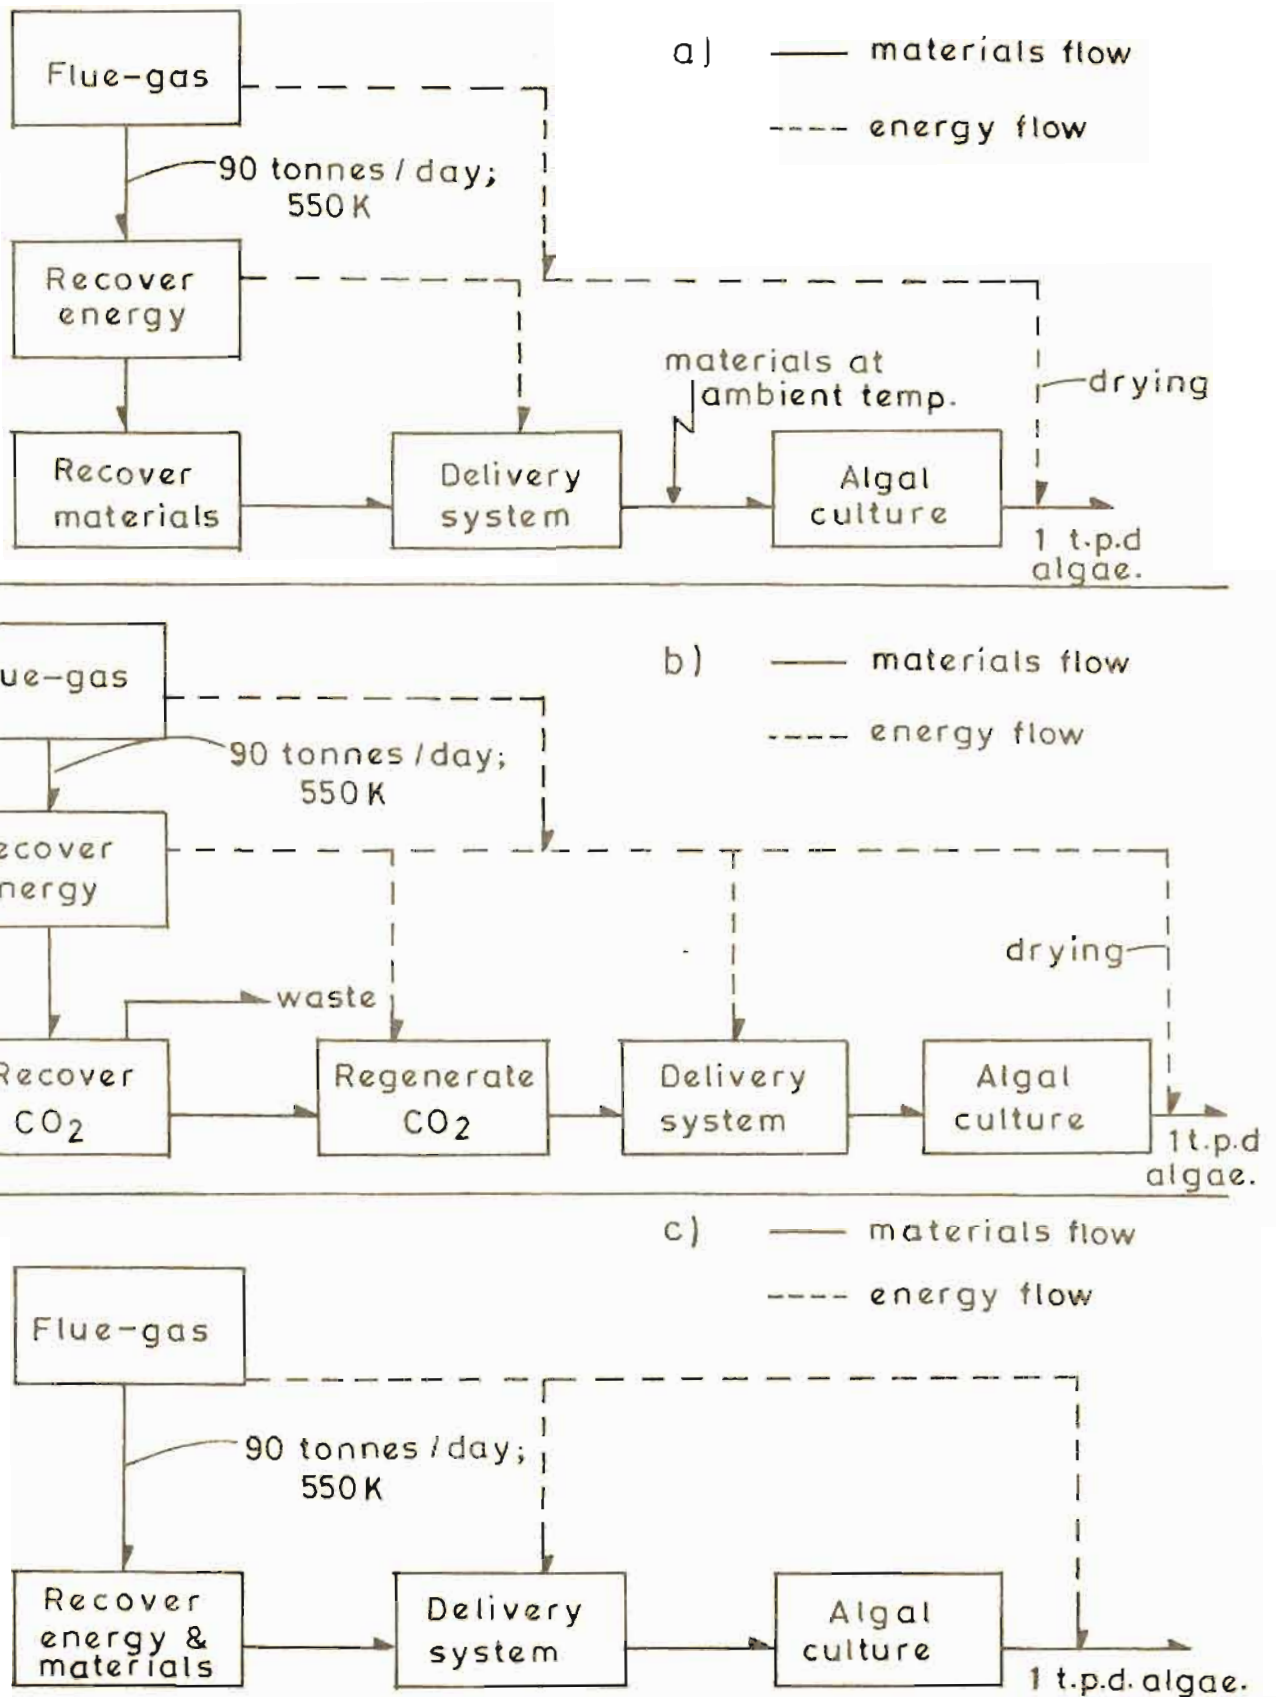 a)
materials flow
energy flow
Flue-gas
90 tonnes / day;
550 K
Recover
energy
materials at
ambient temp.
drying
Recover
materials
Delivery
system
Algal
culture
1 t.p.d
algae.
b)
materials flow
energy flow
ue-gas
90 tonnes /day;
550 K
ecover
nergy
drying
waste
Recover
CO2
Regenerate
CO2
Delivery
system
Algal
culture
1 t.p.d
algae.
c)
materials flow
energy flow
Flue-gas
90 tonnes /day;
550 K
Recover
energy &
materials
Delivery
system
Algal
culture
1 t.p.d. algae.